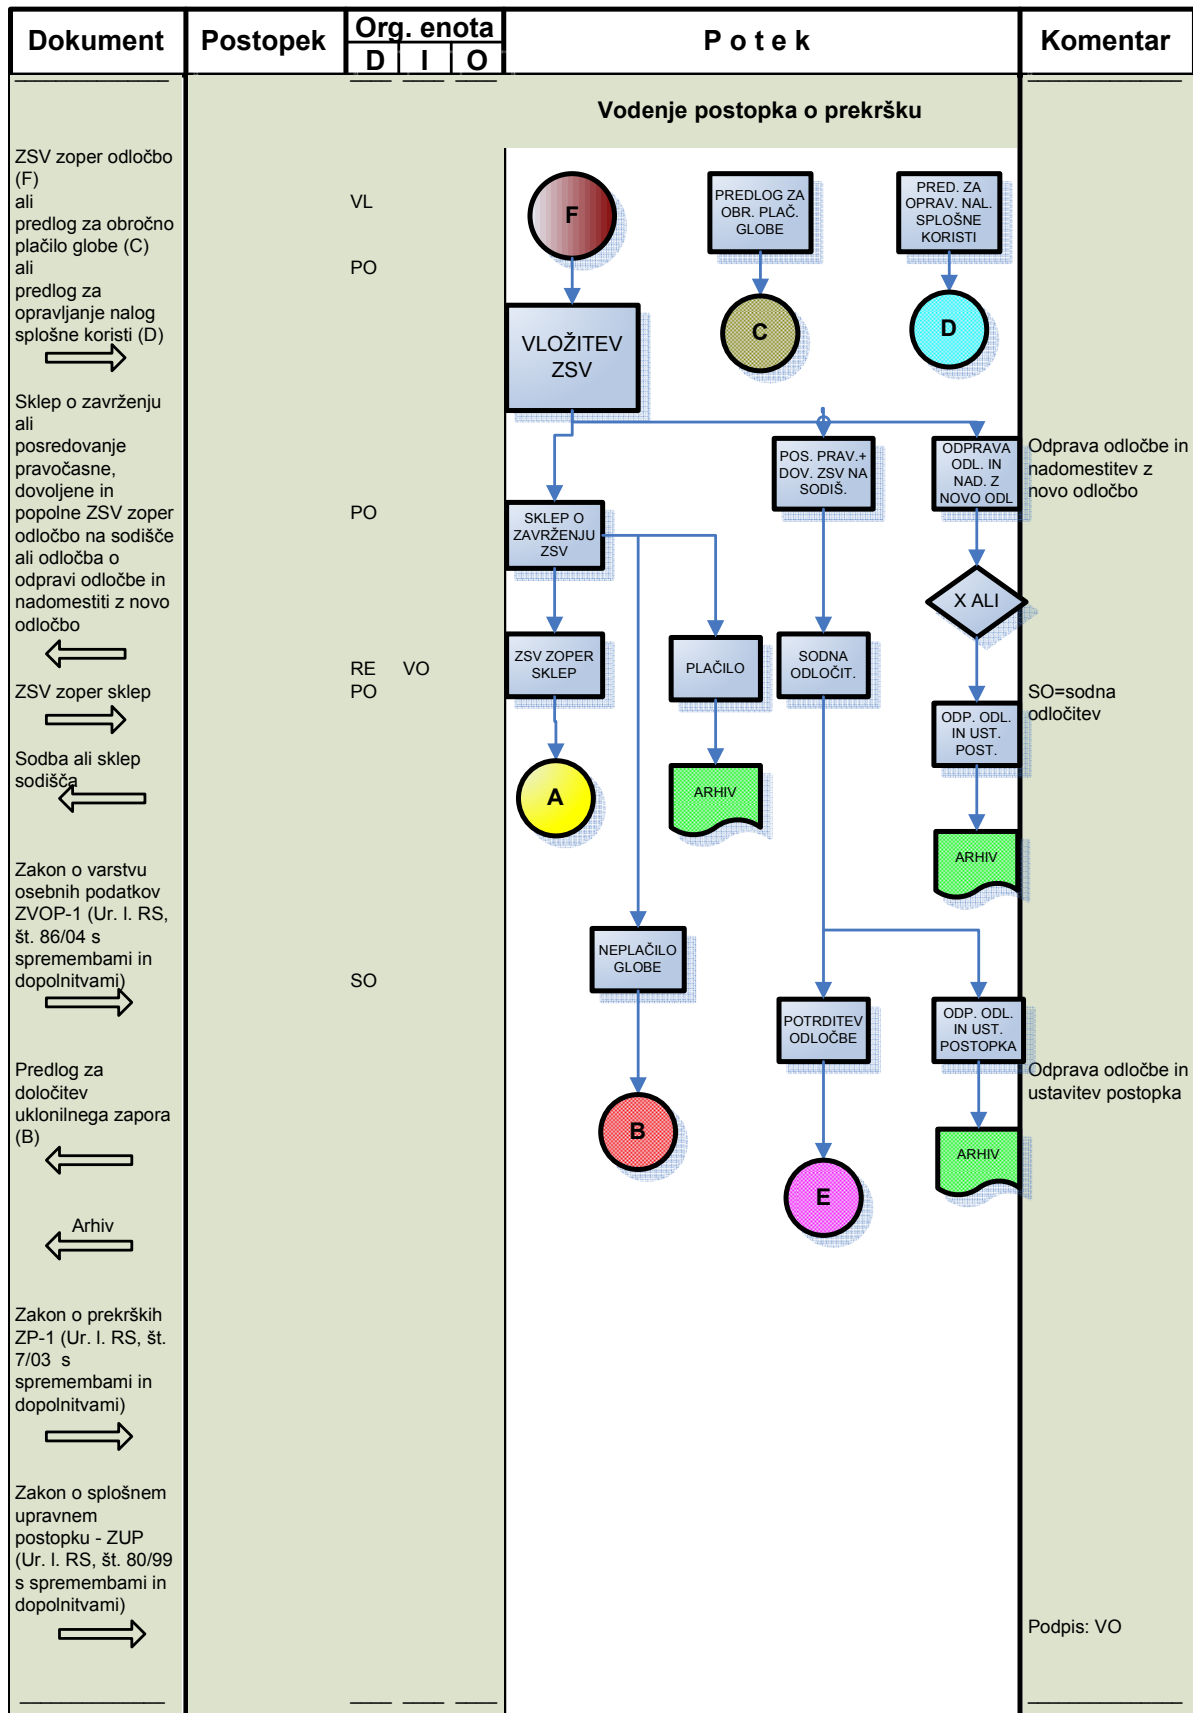 Dokument
Postopek
Org. enota
D I O
P o t e k
Komentar
Vodenje postopka o prekršku
ZSV zoper odločbo
(F)
ali
predlog za obročno
plačilo globe (C)
ali
predlog za
opravljanje nalog
splošne koristi (D)
Sklep o zavrženju
ali
posredovanje
pravočasne,
dovoljene in
popolne ZSV zoper
odločbo na sodišče
ali odločba o
odpravi odločbe in
nadomestiti z novo
odločbo
ZSV zoper sklep
Sodba ali sklep
sodišča
Zakon o varstvu
osebnih podatkov
ZVOP-1 (Ur. l. RS,
št. 86/04 s
spremembami in
dopolnitvami)
Predlog za
določitev
uklonilnega zapora
(B)
Arhiv
Zakon o prekrških
ZP-1 (Ur. l. RS, št.
7/03 s
spremembami in
dopolnitvami)
Zakon o splošnem
upravnem
postopku - ZUP
(Ur. l. RS, št. 80/99
s spremembami in
dopolnitvami)
VL
PO
PO
RE VO
PO
SO
F
PREDLOG ZA
OBR. PLAČ.
GLOBE
PRED. ZA
OPRAV. NAL.
SPLOŠNE
KORISTI
VLOŽITEV
ZSV
C
D
POS. PRAV.+
DOV. ZSV NA
SODIŠ.
ODPRAVA
ODL. IN
NAD. Z
NOVO ODL
SKLEP O
ZAVRŽENJU
ZSV
X ALI
ZSV ZOPER
SKLEP
PLAČILO
SODNA
ODLOČIT.
ODP. ODL.
IN UST.
POST.
A
ARHIV
ARHIV
NEPLAČILO
GLOBE
POTRDITEV
ODLOČBE
ODP. ODL.
IN UST.
POSTOPKA
B
E
ARHIV
Odprava odločbe in
nadomestitev z
novo odločbo
SO=sodna
odločitev
Odprava odločbe in
ustavitev postopka
Podpis: VO